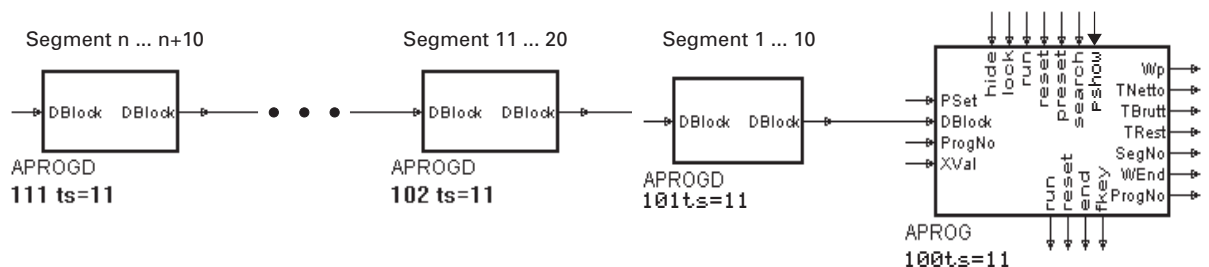 Segment n ... n+10
DBlock DBlock
APROGD
111 ts=11
Segment 11 ... 20
DBlock DBlock
APROGD
102 ts=11
Segment 1 ... 10
DBlock DBlock
APROGD
101ts=11
hide
lock
run
reset
preset
search
pshow
PSet
DBlock
ProgNo
XVal
Wp
TNetto
TBrutt
TRest
SegNo
WEnd
ProgNo
run
reset
end
fkey
APROG
100ts=11